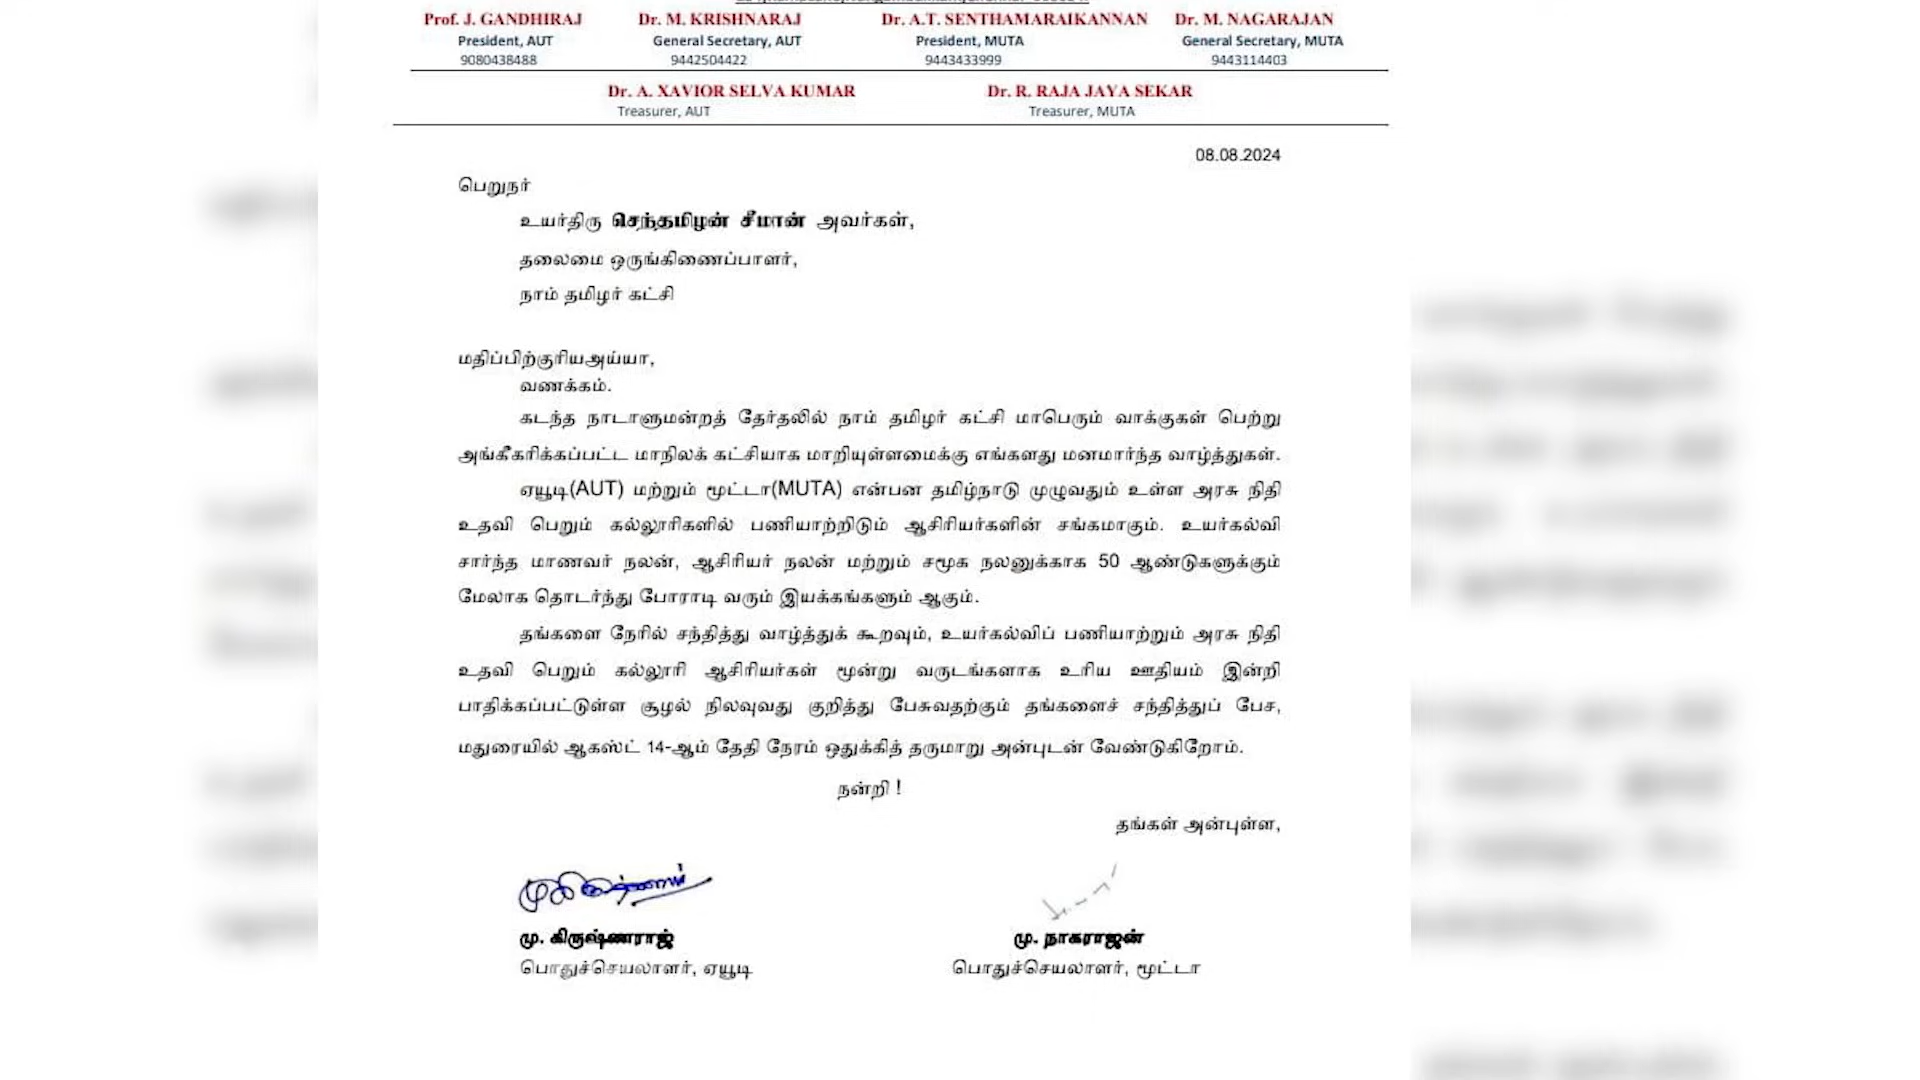 Prof. J. GANDHIRAJ Dr. M. KRISHNARAJ Dr. A.T. SENTHAMARAIKANNAN Dr. M. NAGARAJAN
President, AUT General Secretary, AUT President, MUTA General Secretary, MUTA
9080438488 9442504422 9443433999 9443114403
Dr. A. XAVIOR SELVA KUMAR Dr. R. RAJA JAYA SEKAR
Treasurer, AUT Treasurer, MUTA
08.08.2024
பெறுநர்
உயர்திரு செந்தமிழன் சீமான் அவர்கள்,
தலைமை ஒருங்கிணைப்பாளர்,
நாம் தமிழர் கட்சி
மதிப்பிற்குரியஅய்யா,
வணக்கம்.
கடந்த நாடாளுமன்றத் தேர்தலில் நாம் தமிழர் கட்சி மாபெரும் வாக்குகள் பெற்று
அங்கீகரிக்கப்பட்ட மாநிலக் கட்சியாக மாறியுள்ளமைக்கு எங்களது மனமார்ந்த வாழ்த்துகள்.
ஏயூடி(AUT) மற்றும் மூட்டா(MUTA) என்பன தமிழ்நாடு முழுவதும் உள்ள அரசு நிதி
உதவி பெறும் கல்லூரிகளில் பணியாற்றிடும் ஆசிரியர்களின் சங்கமாகும். உயர்கல்வி
சார்ந்த மாணவர் நலன், ஆசிரியர் நலன் மற்றும் சமூக நலனுக்காக 50 ஆண்டுகளுக்கும்
மேலாக தொடர்ந்து போராடி வரும் இயக்கங்களும் ஆகும்.
தங்களை நேரில் சந்தித்து வாழ்த்துக் கூறவும், உயர்கல்விப் பணியாற்றும் அரசு நிதி
உதவி பெறும் கல்லூரி ஆசிரியர்கள் மூன்று வருடங்களாக உரிய ஊதியம் இன்றி
பாதிக்கப்பட்டுள்ள சூழல் நிலவுவது குறித்து பேசுவதற்கும் தங்களைச் சந்தித்துப் பேச,
மதுரையில் ஆகஸ்ட் 14-ஆம் தேதி நேரம் ஒதுக்கித் தருமாறு அன்புடன் வேண்டுகிறோம்.
நன்றி !
தங்கள் அன்புள்ள,
மு. கிருஷ்ணராஜ் மு. நாகராஜன்
பொதுச்செயலாளர், ஏயூடி பொதுச்செயலாளர், மூட்டா